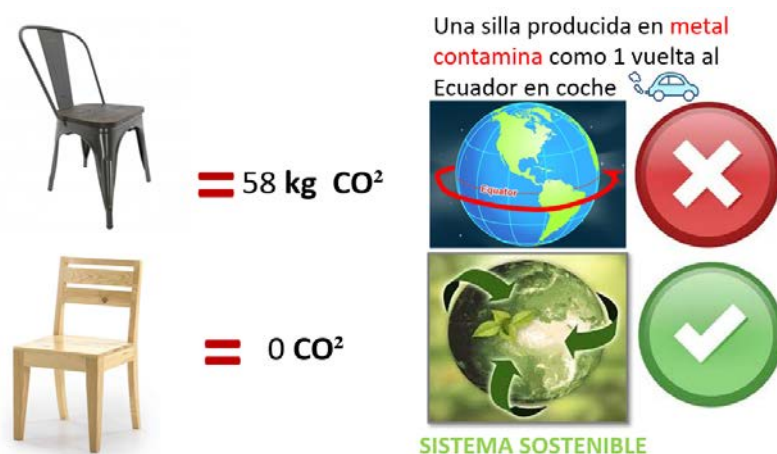 Una silla producida en metal
contamina como 1 vuelta al
Ecuador en coche
= 58 kg CO²
Equator
= 0 CO²
SISTEMA SOSTENIBLE